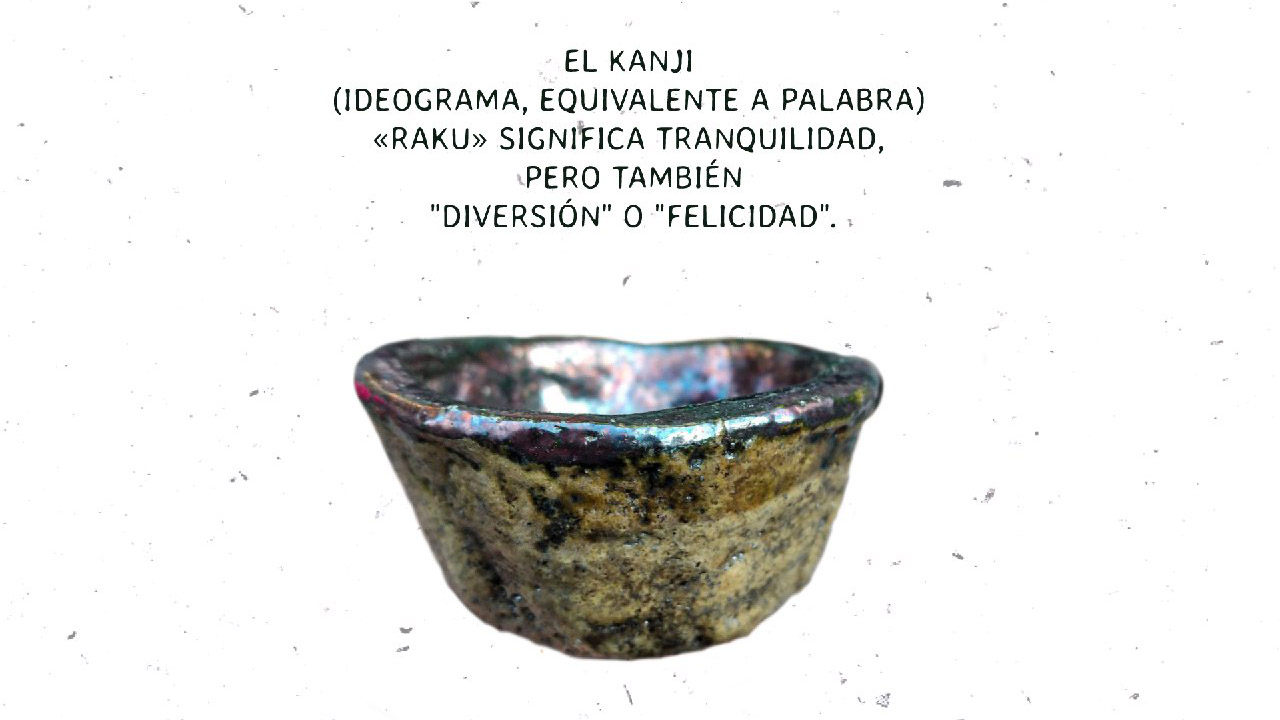 EL KANJI
(IDEOGRAMA, EQUIVALENTE A PALABRA)
«RAKU» SIGNIFICA TRANQUILIDAD,
PERO TAMBIÉN
"DIVERSIÓN" O "FELICIDAD".